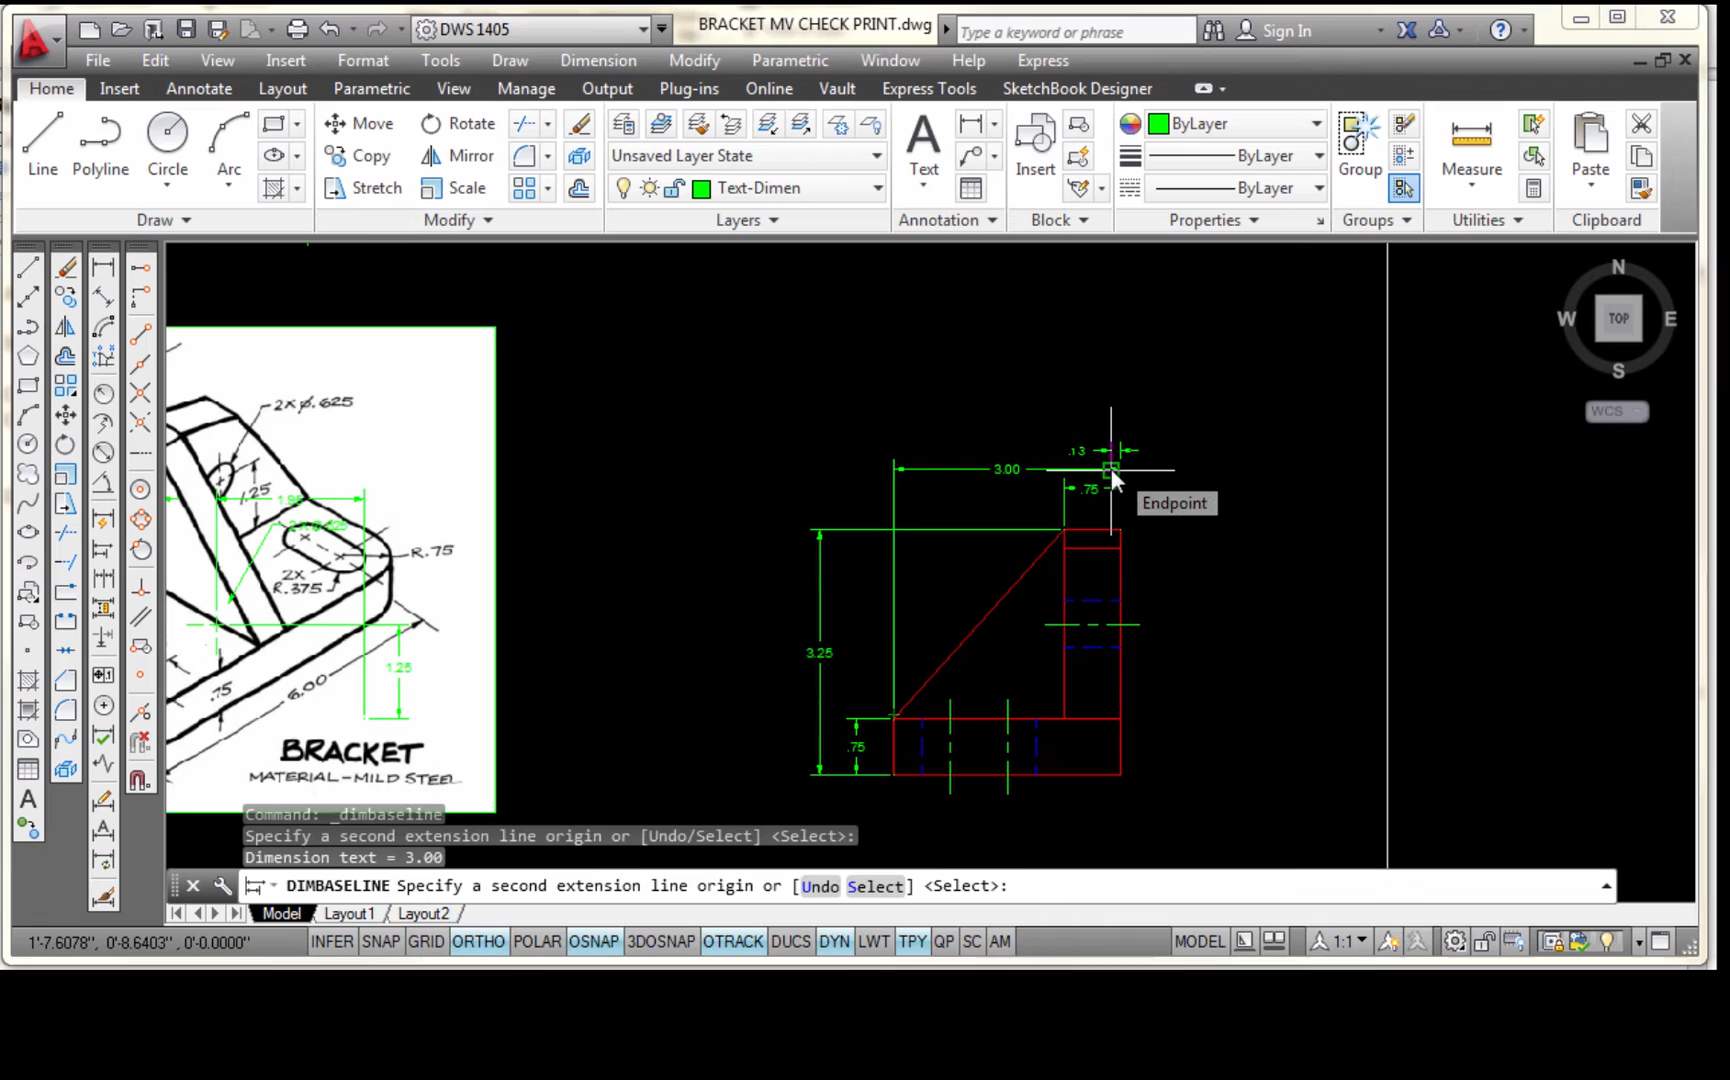 DWS 1405
BRACKET MV CHECK PRINT.dwg
Type a keyword or phrase
Sign In
File Edit View Insert Format Tools Draw Dimension Modify Parametric Window Help Express
Home Insert Annotate Layout Parametric View Manage Output Plug-ins Online Vault Express Tools SketchBook Designer
Line Polyline Circle Arc
Move Rotate
Copy Mirror
Stretch Scale
Unsaved Layer State
Text-Dimen
Text
Insert
ByLayer
ByLayer
ByLayer
Group
Measure
Paste
Draw Modify Layers Annotation Block Properties Groups Utilities Clipboard
N
W TOP E
S
WCS
2X Ø.625
1.25
1.95
2X Ø.625
R.75
2X
R.375
1.25
.75
6.00
BRACKET
MATERIAL-MILD STEEL
.13
3.00
.75
Endpoint
3.25
.75
Command: _dimbaseline
Specify a second extension line origin or [Undo/Select] <Select>:
Dimension text = 3.00
DIMBASELINE Specify a second extension line origin or [Undo Select] <Select>:
Model Layout1 Layout2
1'-7.6078", 0'-8.6403", 0'-0.0000"
INFER SNAP GRID ORTHO POLAR OSNAP 3DOSNAP OTRACK DUCS DYN LWT TPY QP SC AM
MODEL
1:1